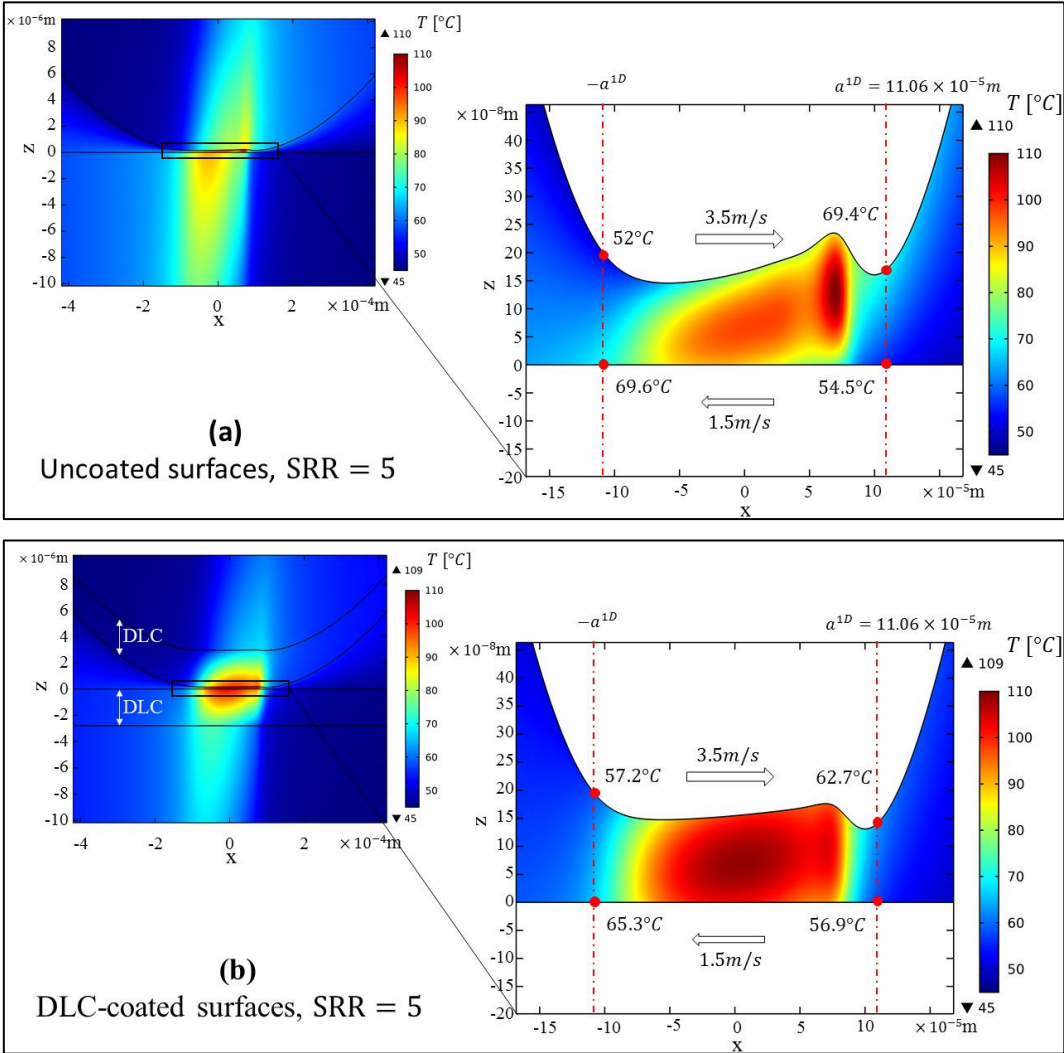 × 10⁻⁶m
T [°C]
▲ 110
8
6
4
2
0
-2
-4
-6
-8
-10
z
-4
-2
0
2
× 10⁻⁴m
x
110
100
90
80
70
60
50
▼ 45
(a)
Uncoated surfaces, SRR = 5
−a¹ᴰ
a¹ᴰ = 11.06 × 10⁻⁵m
T [°C]
× 10⁻⁸m
▲ 110
45
40
35
30
25
20
15
10
5
0
-5
-10
-15
-20
z
52°C
3.5m/s
69.4°C
69.6°C
54.5°C
1.5m/s
-15
-10
-5
0
5
10
× 10⁻⁵m
x
110
100
90
80
70
60
50
▼ 45
× 10⁻⁶m
T [°C]
▲ 109
8
6
4
2
0
-2
-4
-6
-8
-10
z
DLC
DLC
-4
-2
0
2
× 10⁻⁴m
x
110
100
90
80
70
60
50
▼ 45
(b)
DLC-coated surfaces, SRR = 5
−a¹ᴰ
a¹ᴰ = 11.06 × 10⁻⁵m
T [°C]
× 10⁻⁸m
▲ 109
45
40
35
30
25
20
15
10
5
0
-5
-10
-15
-20
z
57.2°C
3.5m/s
62.7°C
65.3°C
56.9°C
1.5m/s
-15
-10
-5
0
5
10
× 10⁻⁵m
x
110
100
90
80
70
60
50
▼ 45